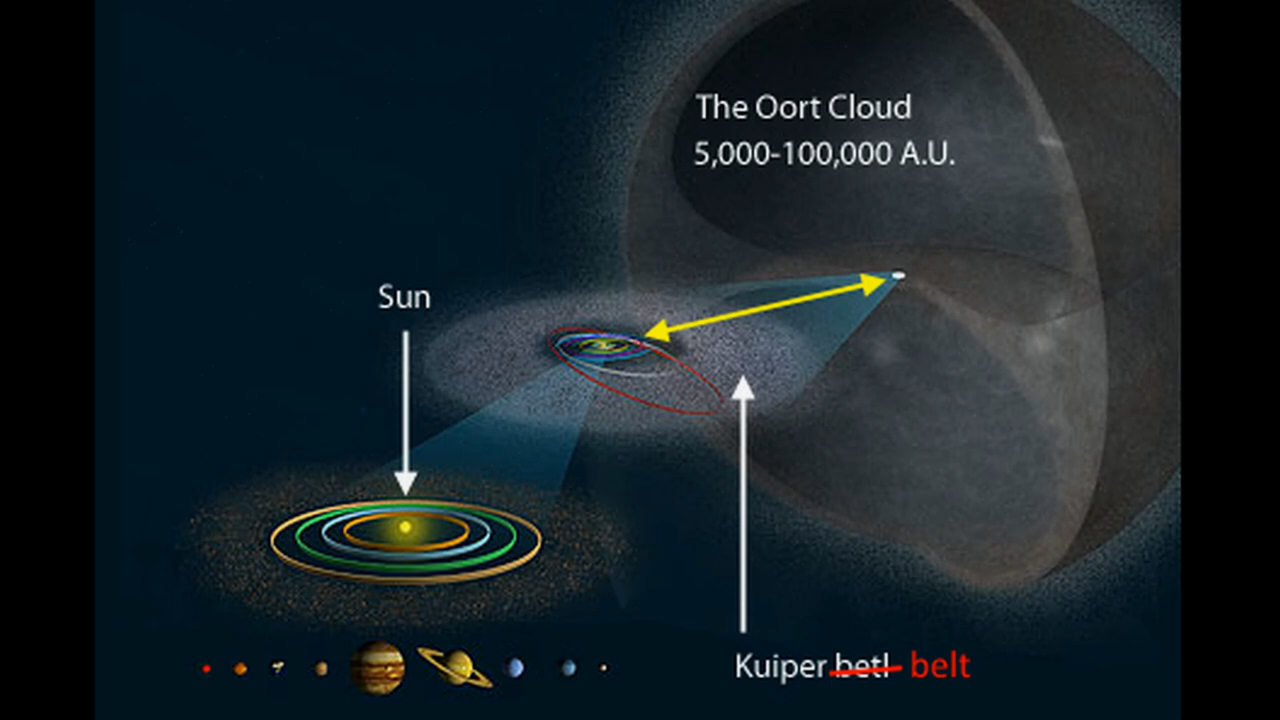 The Oort Cloud
5,000-100,000 A.U.
Sun
Kuiper betl belt